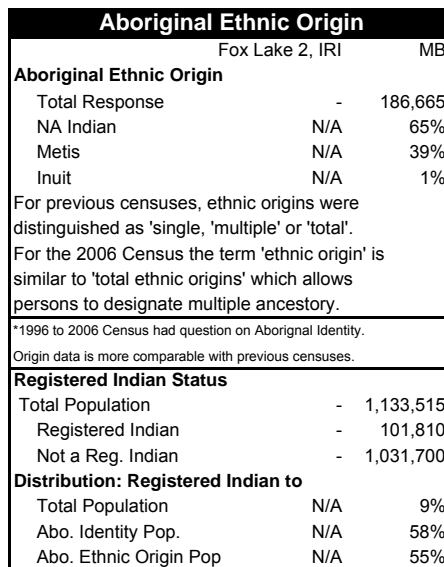 Aboriginal Ethnic Origin
Fox Lake 2, IRI MB
Aboriginal Ethnic Origin
Total Response - 186,665
NA Indian N/A 65%
Metis N/A 39%
Inuit N/A 1%
For previous censuses, ethnic origins were
distinguished as 'single, 'multiple' or 'total'.
For the 2006 Census the term 'ethnic origin' is
similar to 'total ethnic origins' which allows
persons to designate multiple ancestory.
*1996 to 2006 Census had question on Aborignal Identity.
Origin data is more comparable with previous censuses.
Registered Indian Status
Total Population - 1,133,515
Registered Indian - 101,810
Not a Reg. Indian - 1,031,700
Distribution: Registered Indian to
Total Population N/A 9%
Abo. Identity Pop. N/A 58%
Abo. Ethnic Origin Pop N/A 55%